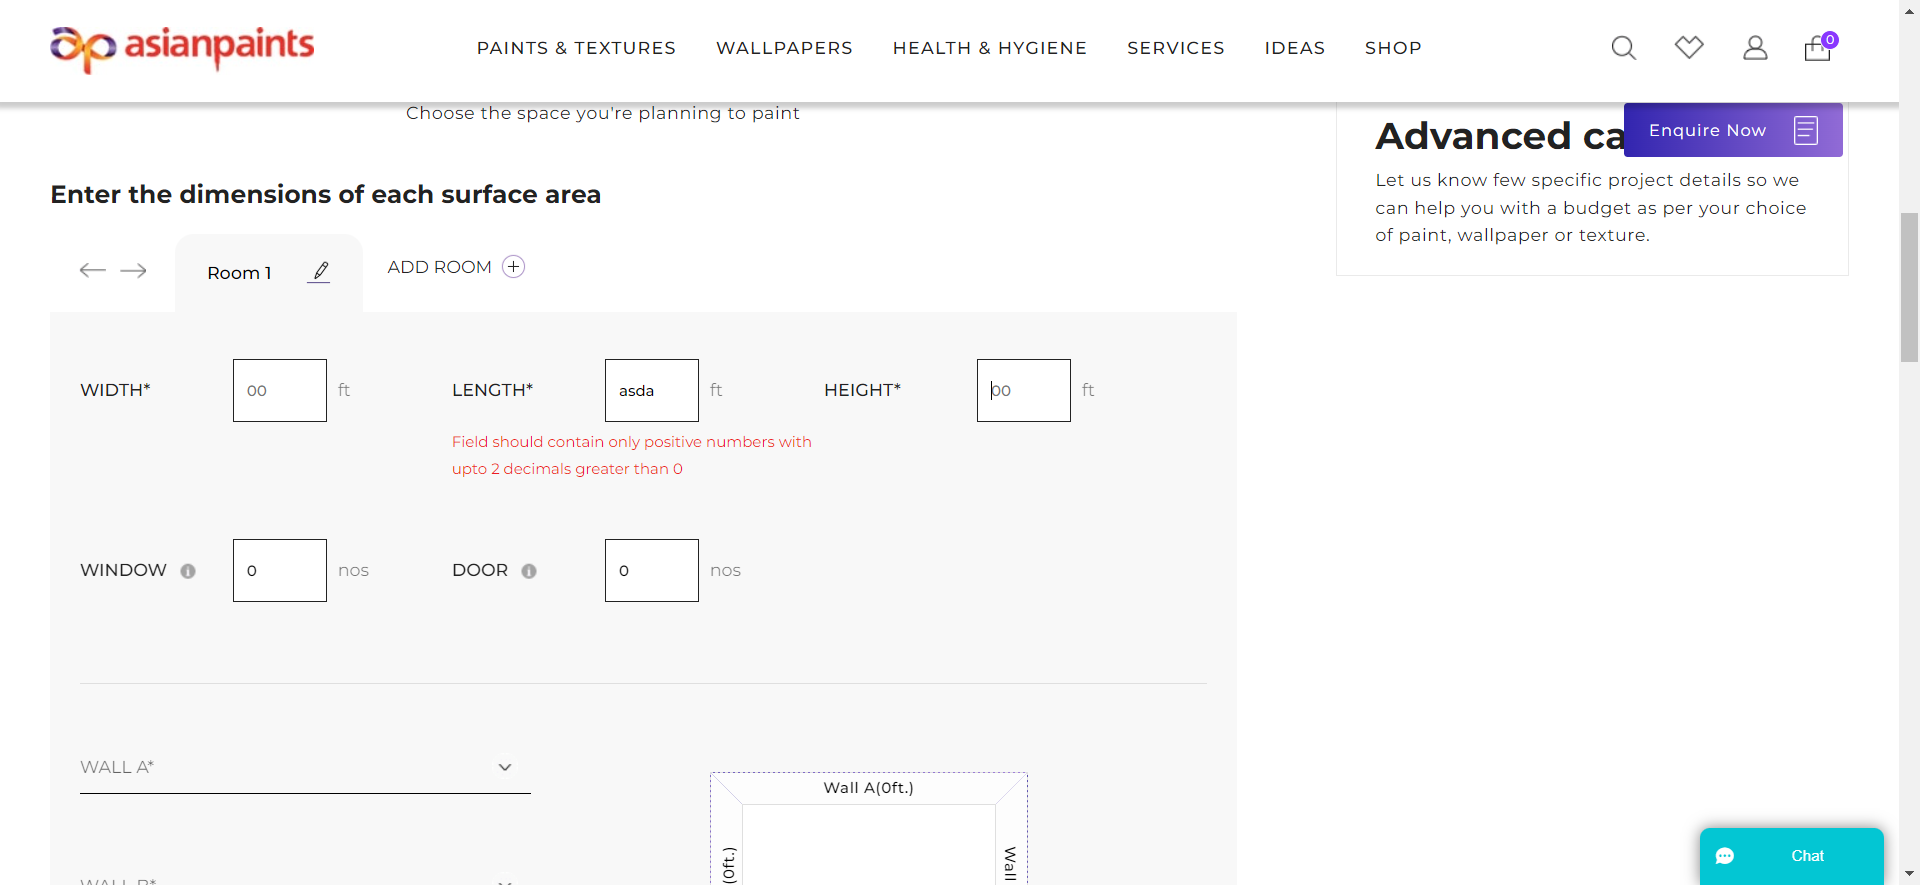 asianpaints
PAINTS & TEXTURES
WALLPAPERS
HEALTH & HYGIENE
SERVICES
IDEAS
SHOP
0
Choose the space you're planning to paint
Advanced ca
Enquire Now
Let us know few specific project details so we
can help you with a budget as per your choice
of paint, wallpaper or texture.
Enter the dimensions of each surface area
Room 1
ADD ROOM
WIDTH*
00
ft
LENGTH*
asda
ft
HEIGHT*
00
ft
Field should contain only positive numbers with
upto 2 decimals greater than 0
WINDOW
0
nos
DOOR
0
nos
WALL A*
Wall A(0ft.)
(0ft.)
Wall
WALL B*
Chat